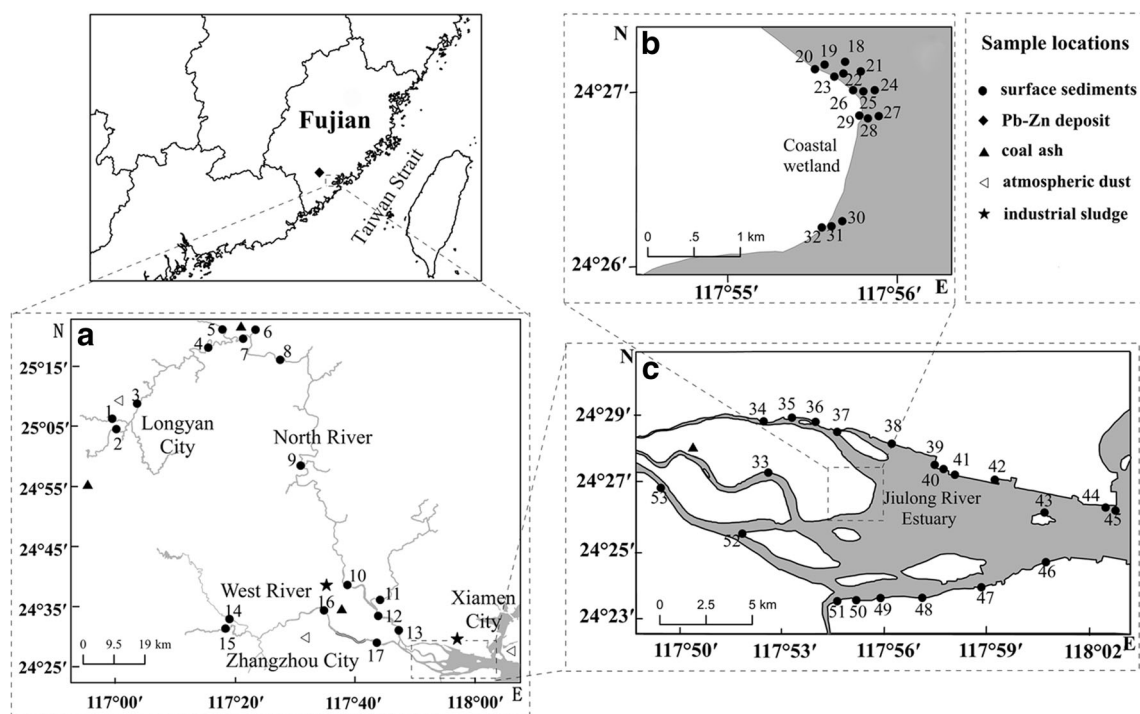 Fujian
Taiwan Strait
N
b
20
19
18
21
23
22
24
26
25
27
29
28
24°27′
Coastal
wetland
30
32
31
0
1 km
24°26′
117°55′
117°56′
E
Sample locations
surface sediments
Pb-Zn deposit
coal ash
atmospheric dust
industrial sludge
N
a
5
6
4
7
8
25°15′
1
3
2
25°05′
Longyan
City
North River
9
24°55′
24°45′
West River
10
16
11
Xiamen
City
24°35′
14
12
15
13
0
9.5
19 km
Zhangzhou City
17
24°25′
117°00′
117°20′
117°40′
118°00′
E
N
c
24°29′
34
35
36
37
38
39
41
40
42
24°27′
33
53
Jiulong River
Estuary
43
44
45
52
24°25′
46
0
2.5
5 km
51
50
49
48
47
24°23′
117°50′
117°53′
117°56′
117°59′
118°02′
E